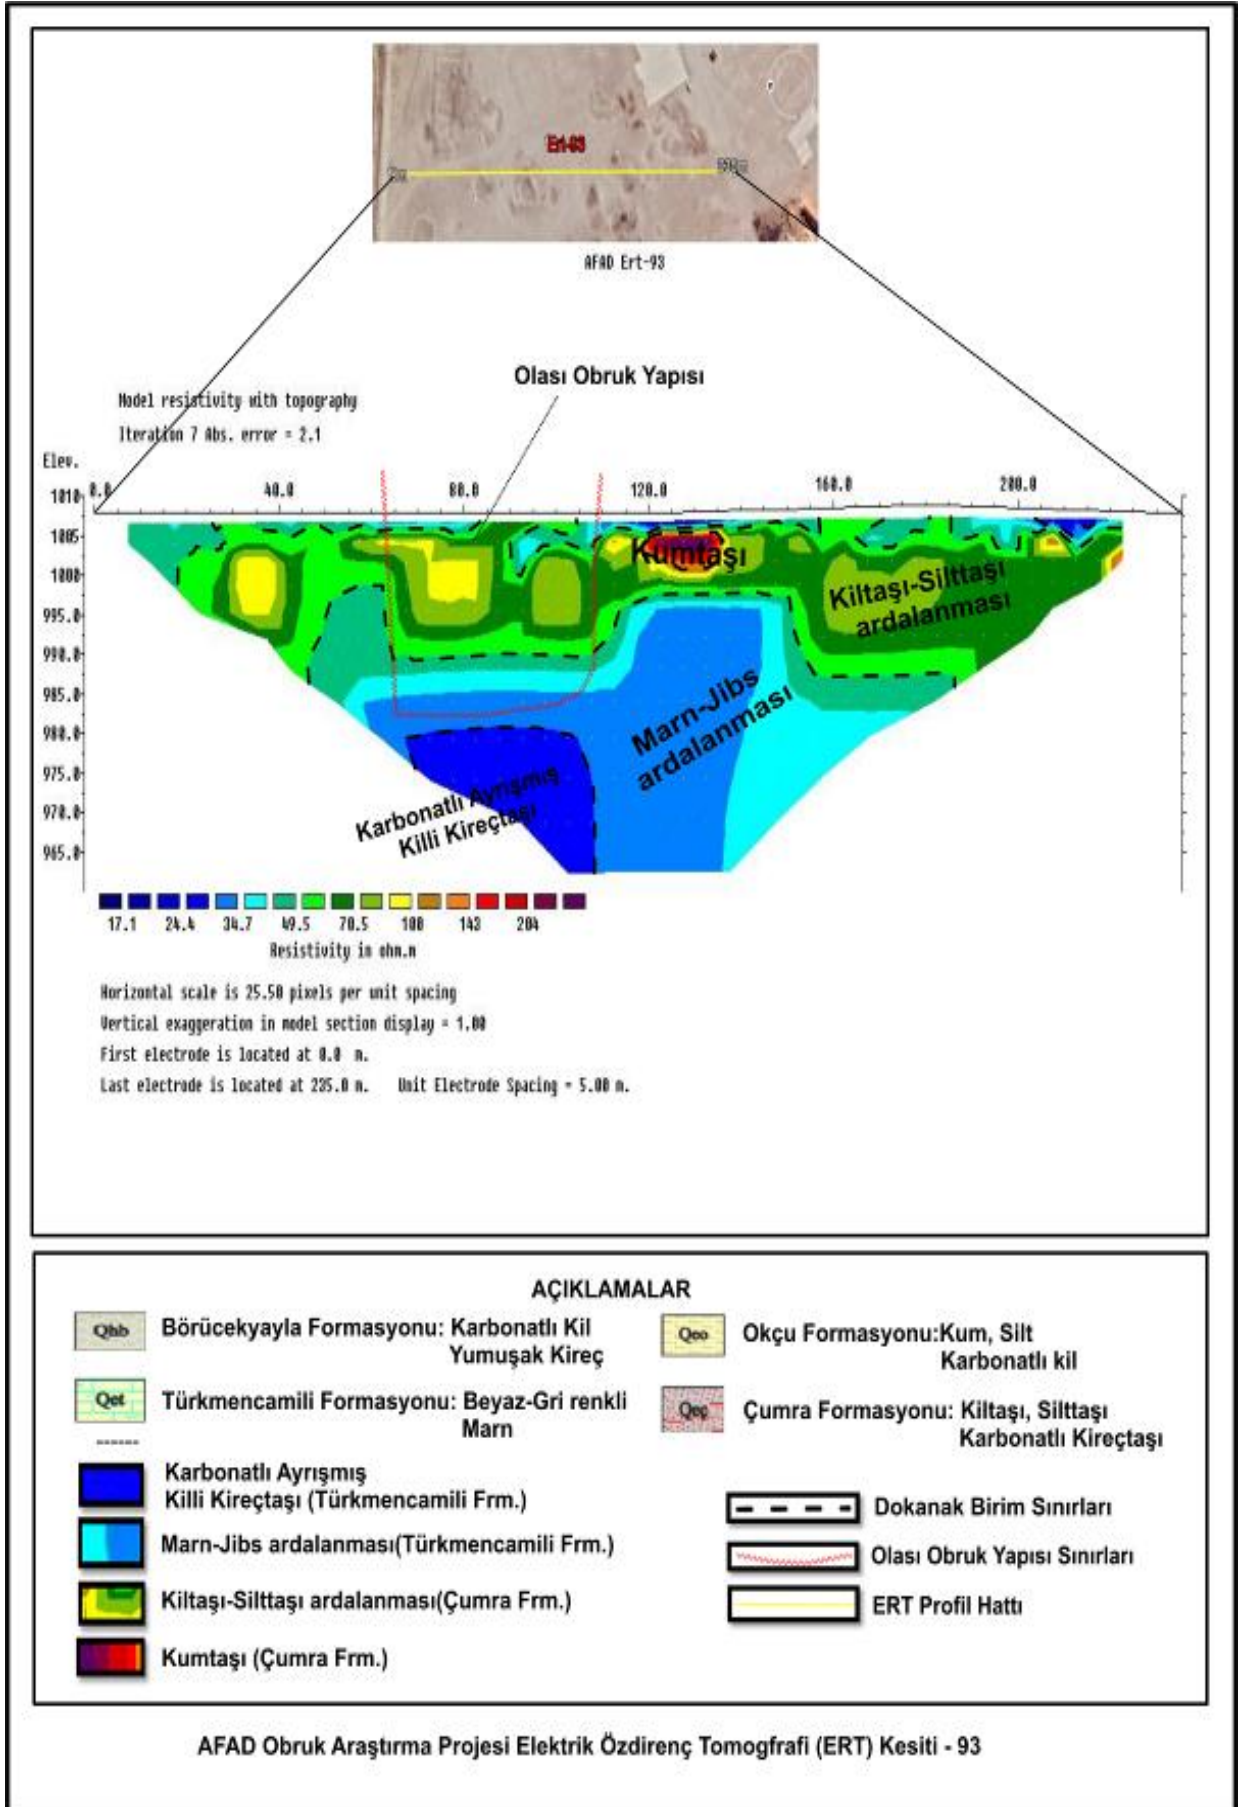 Ert-93
AFAD Ert-93
Olası Obruk Yapısı
Model resistivity with topography
Iteration 7 Abs. error = 2.1
Elev.
0.0 40.0 80.0 120.0 160.0 200.0
1010
1005
1000
995.0
990.0
985.0
980.0
975.0
970.0
965.0
Kumtaşı
Kiltaşı-Silttaşı
ardalanması
Marn-Jibs
ardalanması
Karbonatlı Ayrışmış
Killi Kireçtaşı
17.1 24.4 34.7 49.5 70.5 100 143 204
Resistivity in ohm.m
Horizontal scale is 25.50 pixels per unit spacing
Vertical exaggeration in model section display = 1.00
First electrode is located at 0.0 m.
Last electrode is located at 235.0 m. Unit Electrode Spacing = 5.00 m.
AÇIKLAMALAR
Qhb Börücekyayla Formasyonu: Karbonatlı Kil
Yumuşak Kireç
Qet Türkmencamili Formasyonu: Beyaz-Gri renkli
Marn
Karbonatlı Ayrışmış
Killi Kireçtaşı (Türkmencamili Frm.)
Marn-Jibs ardalanması(Türkmencamili Frm.)
Kiltaşı-Silttaşı ardalanması(Çumra Frm.)
Kumtaşı (Çumra Frm.)
Qeo Okçu Formasyonu:Kum, Silt
Karbonatlı kil
Qeç Çumra Formasyonu: Kiltaşı, Silttaşı
Karbonatlı Kireçtaşı
Dokanak Birim Sınırları
Olası Obruk Yapısı Sınırları
ERT Profil Hattı
AFAD Obruk Araştırma Projesi Elektrik Özdirenç Tomogfrafi (ERT) Kesiti - 93